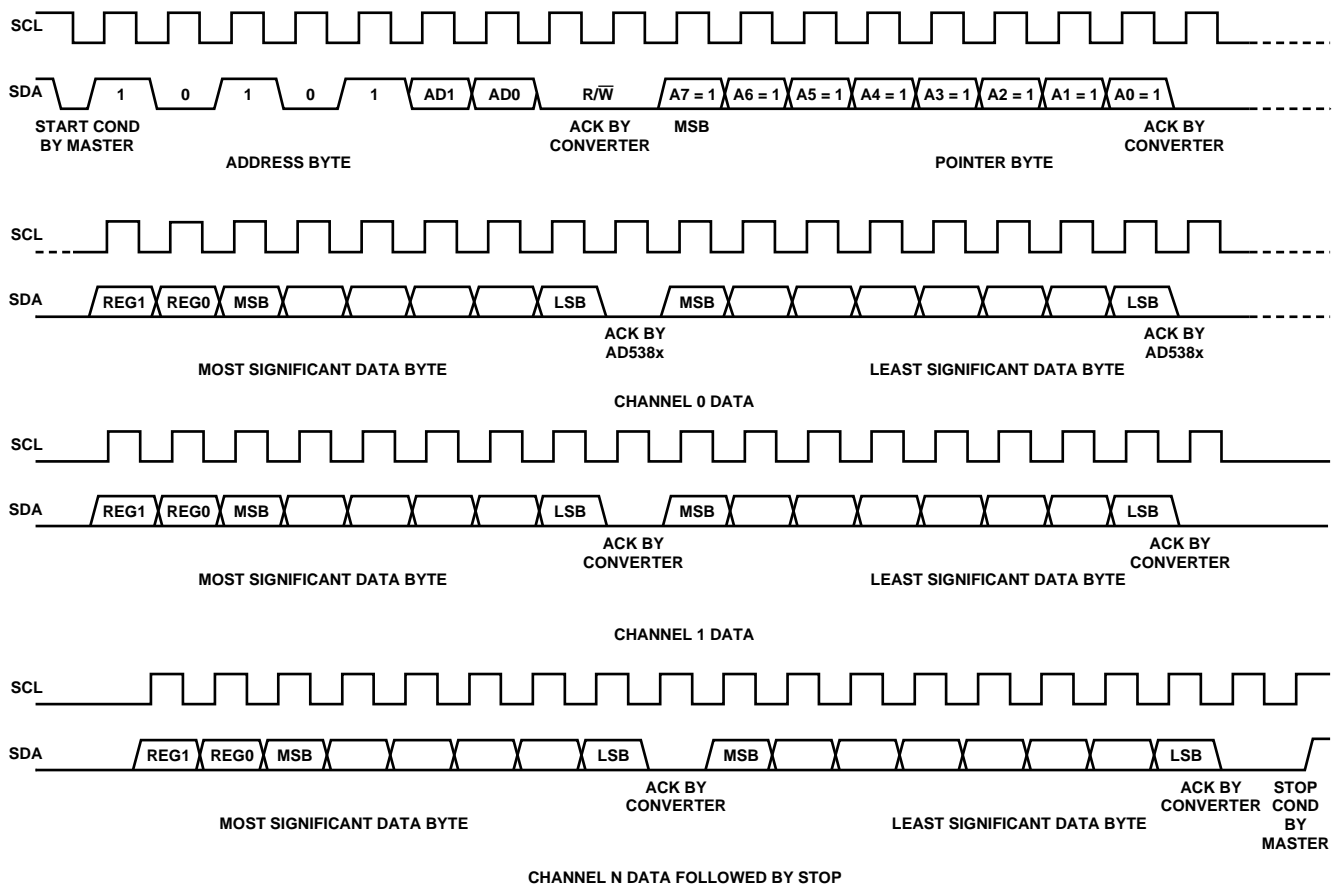 SCL
SDA 1 0 1 0 1 AD1 AD0 R/W̅ A7 = 1 A6 = 1 A5 = 1 A4 = 1 A3 = 1 A2 = 1 A1 = 1 A0 = 1
START COND BY MASTER
ACK BY CONVERTER
MSB
ACK BY CONVERTER
ADDRESS BYTE
POINTER BYTE
SCL
SDA REG1 REG0 MSB LSB MSB LSB
ACK BY AD538x
ACK BY AD538x
MOST SIGNIFICANT DATA BYTE
LEAST SIGNIFICANT DATA BYTE
CHANNEL 0 DATA
SCL
SDA REG1 REG0 MSB LSB MSB LSB
ACK BY CONVERTER
ACK BY CONVERTER
MOST SIGNIFICANT DATA BYTE
LEAST SIGNIFICANT DATA BYTE
CHANNEL 1 DATA
SCL
SDA REG1 REG0 MSB LSB MSB LSB
ACK BY CONVERTER
ACK BY CONVERTER
STOP COND BY MASTER
MOST SIGNIFICANT DATA BYTE
LEAST SIGNIFICANT DATA BYTE
CHANNEL N DATA FOLLOWED BY STOP